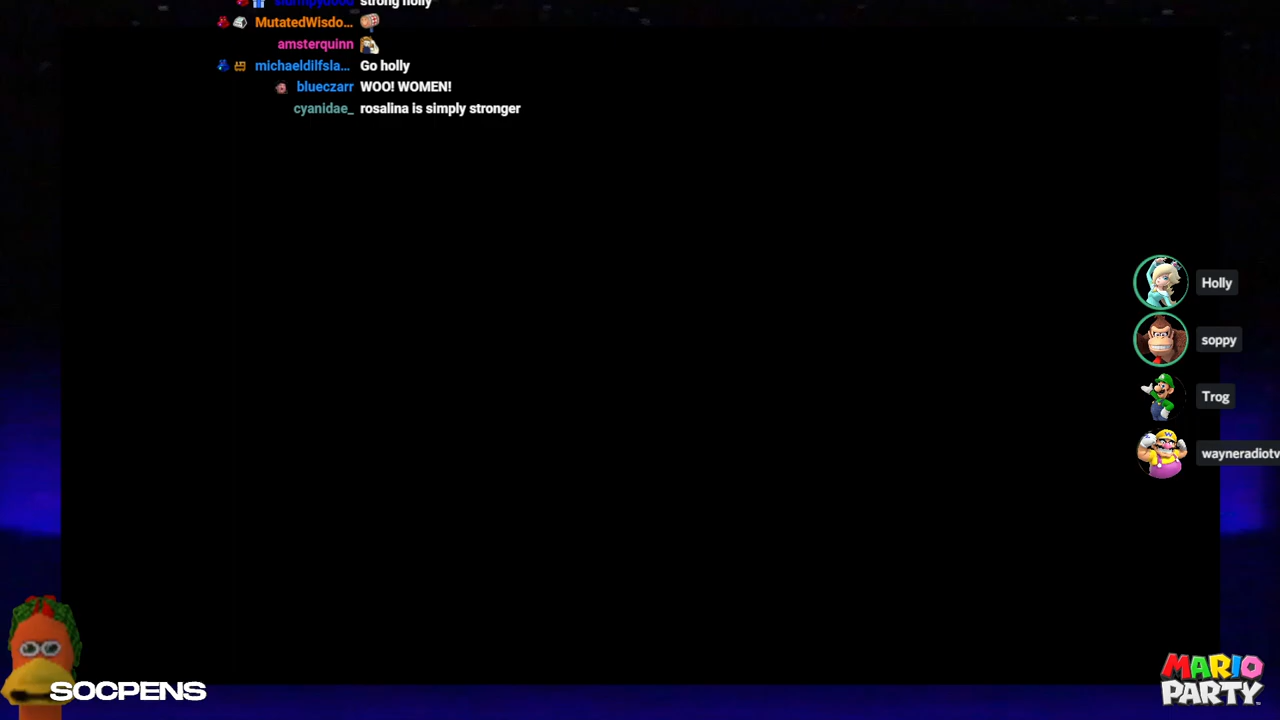 strong holly
MutatedWisdo...
amsterquinn
michaeldilfsla... Go holly
blueczarr WOO! WOMEN!
cyanidae_ rosalina is simply stronger
Holly
soppy
Trog
wayneradiotv
SOCPENS
MARIO
PARTY